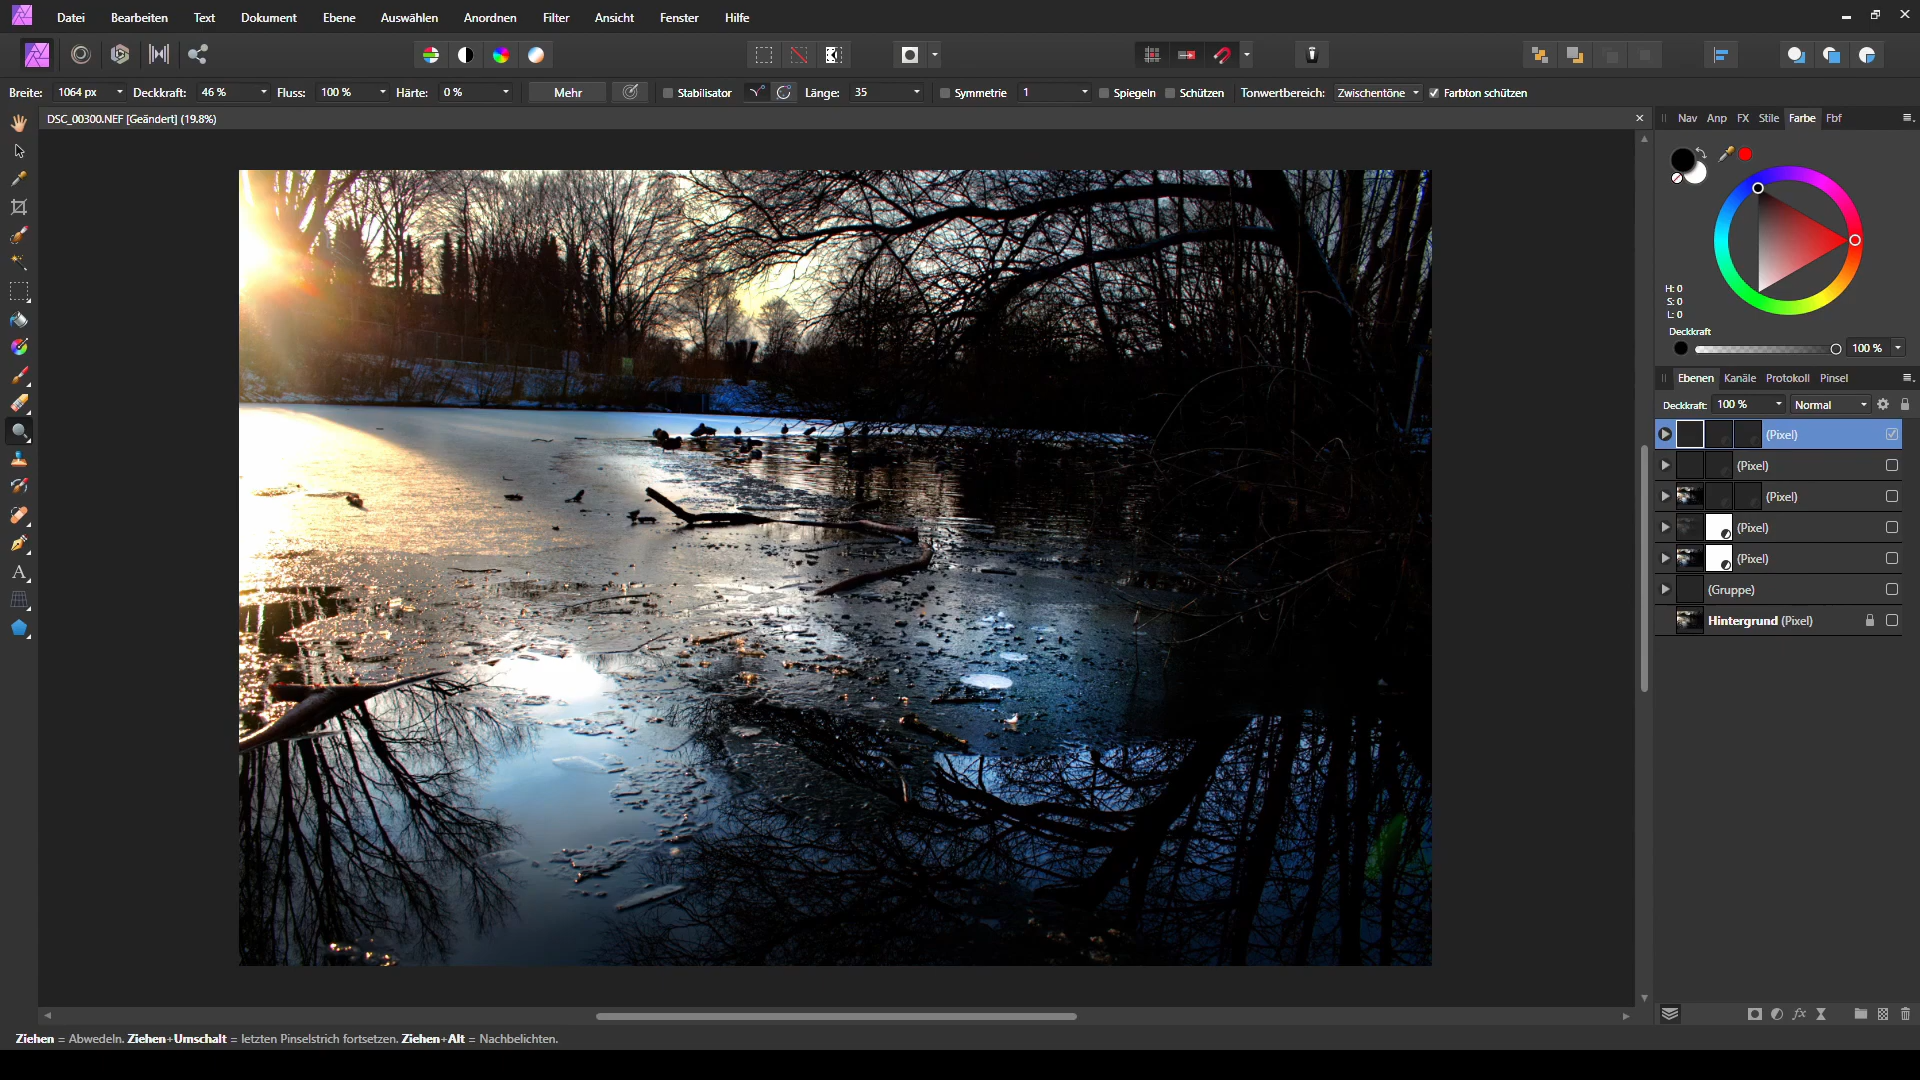 Datei Bearbeiten Text Dokument Ebene Auswählen Anordnen Filter Ansicht Fenster Hilfe
Breite: 1064 px Deckkraft: 46 % Fluss: 100 % Härte: 0 % Mehr Stabilisator Länge: 35 Symmetrie 1 Spiegeln Schützen Tonwertbereich: Zwischentöne Farbton schützen
DSC_00300.NEF [Geändert] (19.8%)
Nav Anp FX Stile Farbe Fbf
H: 0
S: 0
L: 0
Deckkraft
100 %
Ebenen Kanäle Protokoll Pinsel
Deckkraft: 100 % Normal
(Pixel)
(Pixel)
(Pixel)
(Pixel)
(Pixel)
(Gruppe)
Hintergrund (Pixel)
Ziehen = Abwedeln. Ziehen+Umschalt = letzten Pinselstrich fortsetzen. Ziehen+Alt = Nachbelichten.